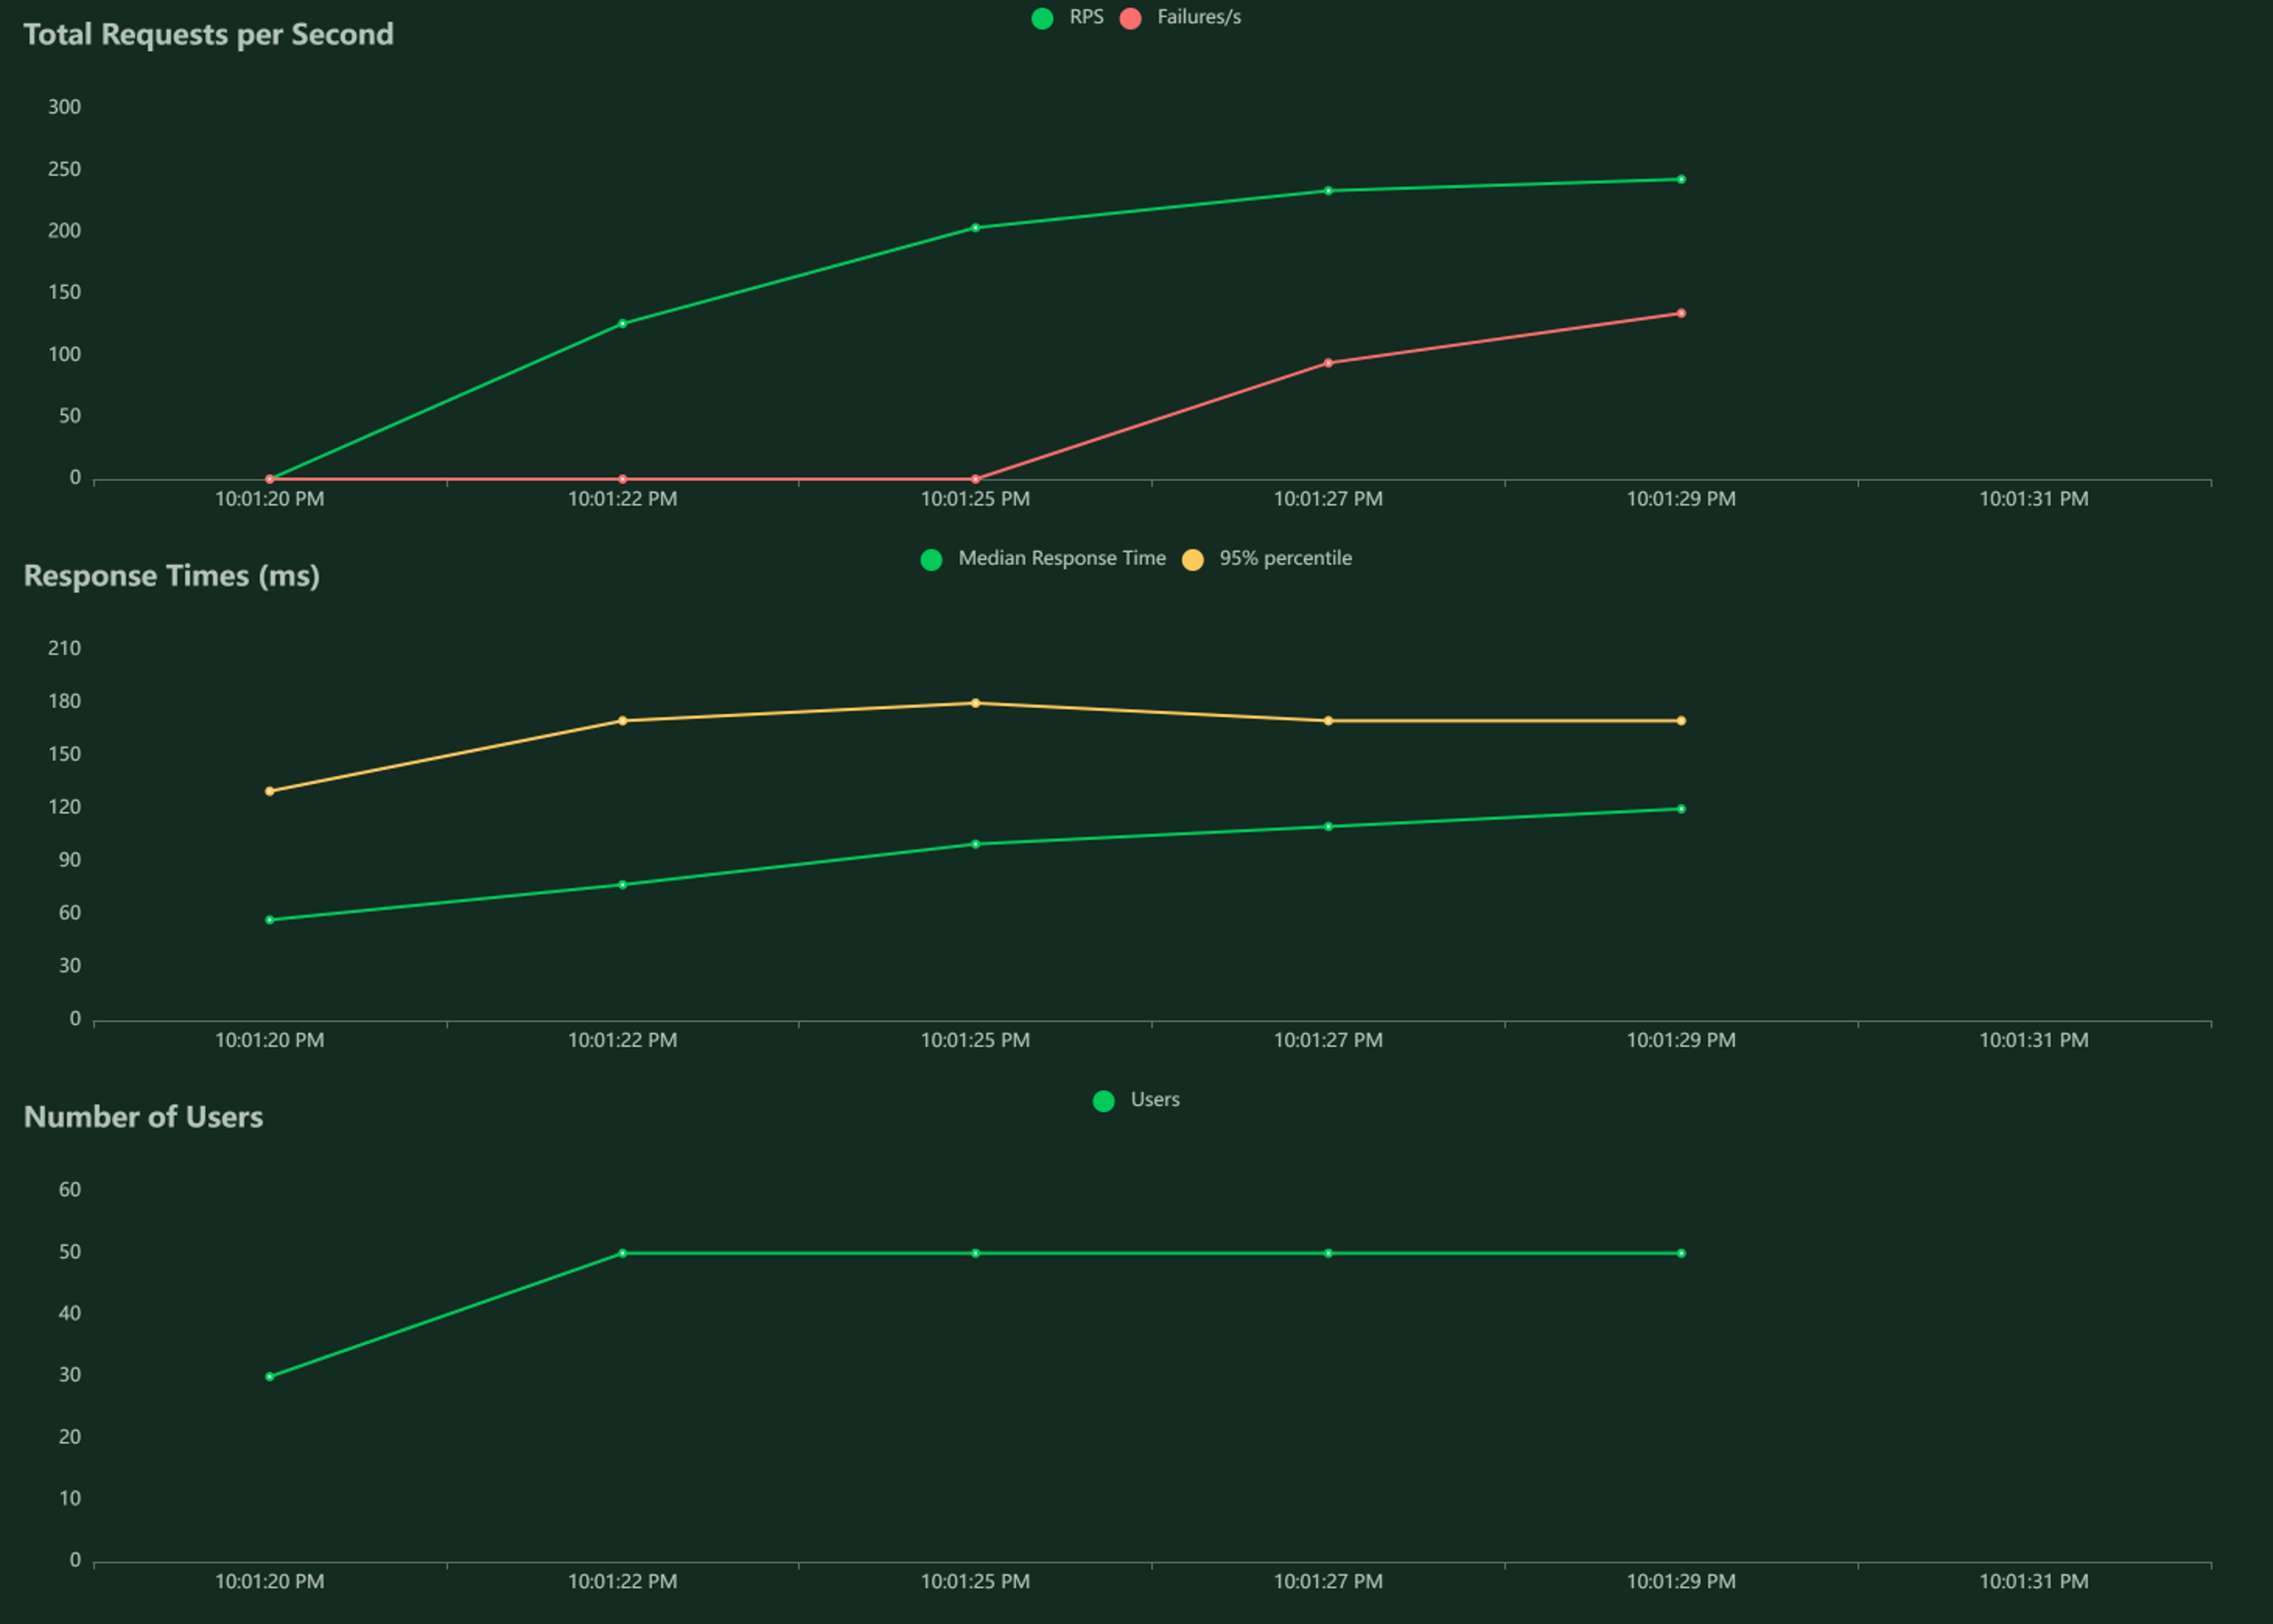 Total Requests per Second
RPS Failures/s
300
250
200
150
100
50
0
10:01:20 PM 10:01:22 PM 10:01:25 PM 10:01:27 PM 10:01:29 PM 10:01:31 PM
Response Times (ms)
Median Response Time 95% percentile
210
180
150
120
90
60
30
0
10:01:20 PM 10:01:22 PM 10:01:25 PM 10:01:27 PM 10:01:29 PM 10:01:31 PM
Number of Users
Users
60
50
40
30
20
10
0
10:01:20 PM 10:01:22 PM 10:01:25 PM 10:01:27 PM 10:01:29 PM 10:01:31 PM